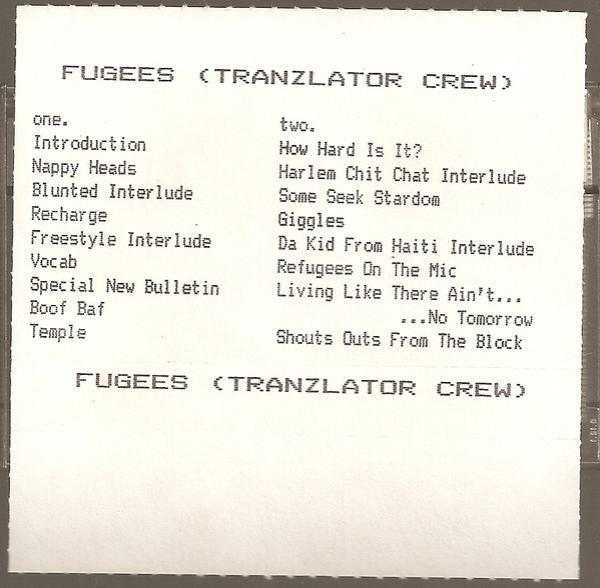 FUGEES (TRANZLATOR CREW)
one.
Introduction
Nappy Heads
Blunted Interlude
Recharge
Freestyle Interlude
Vocab
Special New Bulletin
Boof Baf
Temple
two.
How Hard Is It?
Harlem Chit Chat Interlude
Some Seek Stardom
Giggles
Da Kid From Haiti Interlude
Refugees On The Mic
Living Like There Ain't...
...No Tomorrow
Shouts Outs From The Block
FUGEES (TRANZLATOR CREW)